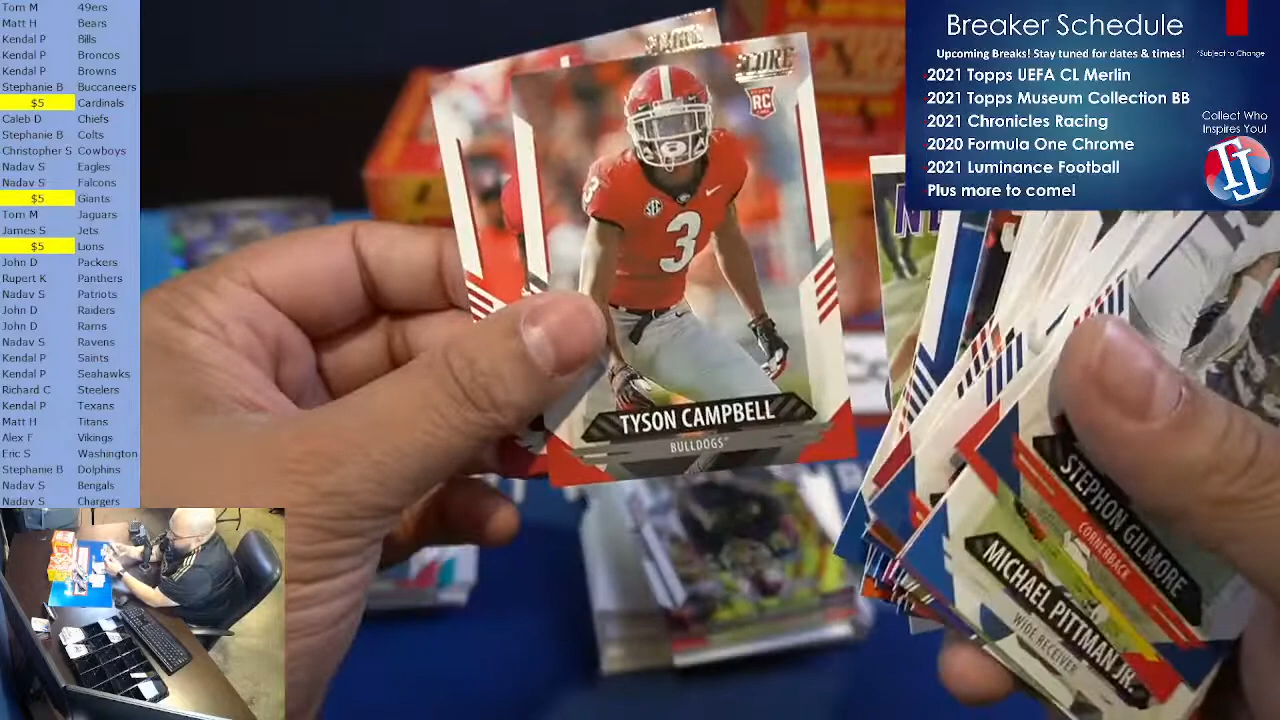 Tom M 49ers
Matt H Bears
Kendal P Bills
Kendal P Broncos
Kendal P Browns
Stephanie B Buccaneers
$5 Cardinals
Caleb D Chiefs
Stephanie B Colts
Christopher S Cowboys
Nadav S Eagles
Nadav S Falcons
$5 Giants
Tom M Jaguars
James S Jets
$5 Lions
John D Packers
Rupert K Panthers
Nadav S Patriots
John D Raiders
John D Rams
Nadav S Ravens
Kendal P Saints
Kendal P Seahawks
Richard C Steelers
Kendal P Texans
Matt H Titans
Alex F Vikings
Eric S Washington
Stephanie B Dolphins
Nadav S Bengals
Nadav S Chargers
SCORE
SCORE
RC
3
3
TYSON CAMPBELL
BULLDOGS
Breaker Schedule
Upcoming Breaks! Stay tuned for dates & times! *Subject to Change
2021 Topps UEFA CL Merlin
2021 Topps Museum Collection BB
2021 Chronicles Racing
2020 Formula One Chrome
2021 Luminance Football
Plus more to come!
Collect Who
Inspires You!
STEPHON GILMORE
CORNERBACK
MICHAEL PITTMAN JR.
WIDE RECEIVER